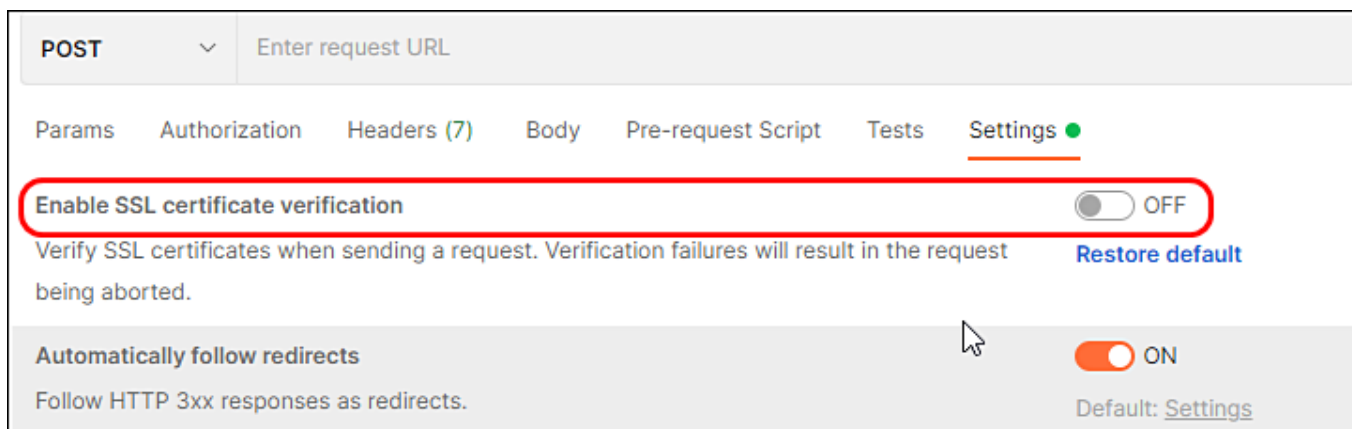 POST Enter request URL
Params Authorization Headers (7) Body Pre-request Script Tests Settings
Enable SSL certificate verification OFF
Verify SSL certificates when sending a request. Verification failures will result in the request
Restore default
being aborted.
Automatically follow redirects ON
Follow HTTP 3xx responses as redirects.
Default: Settings